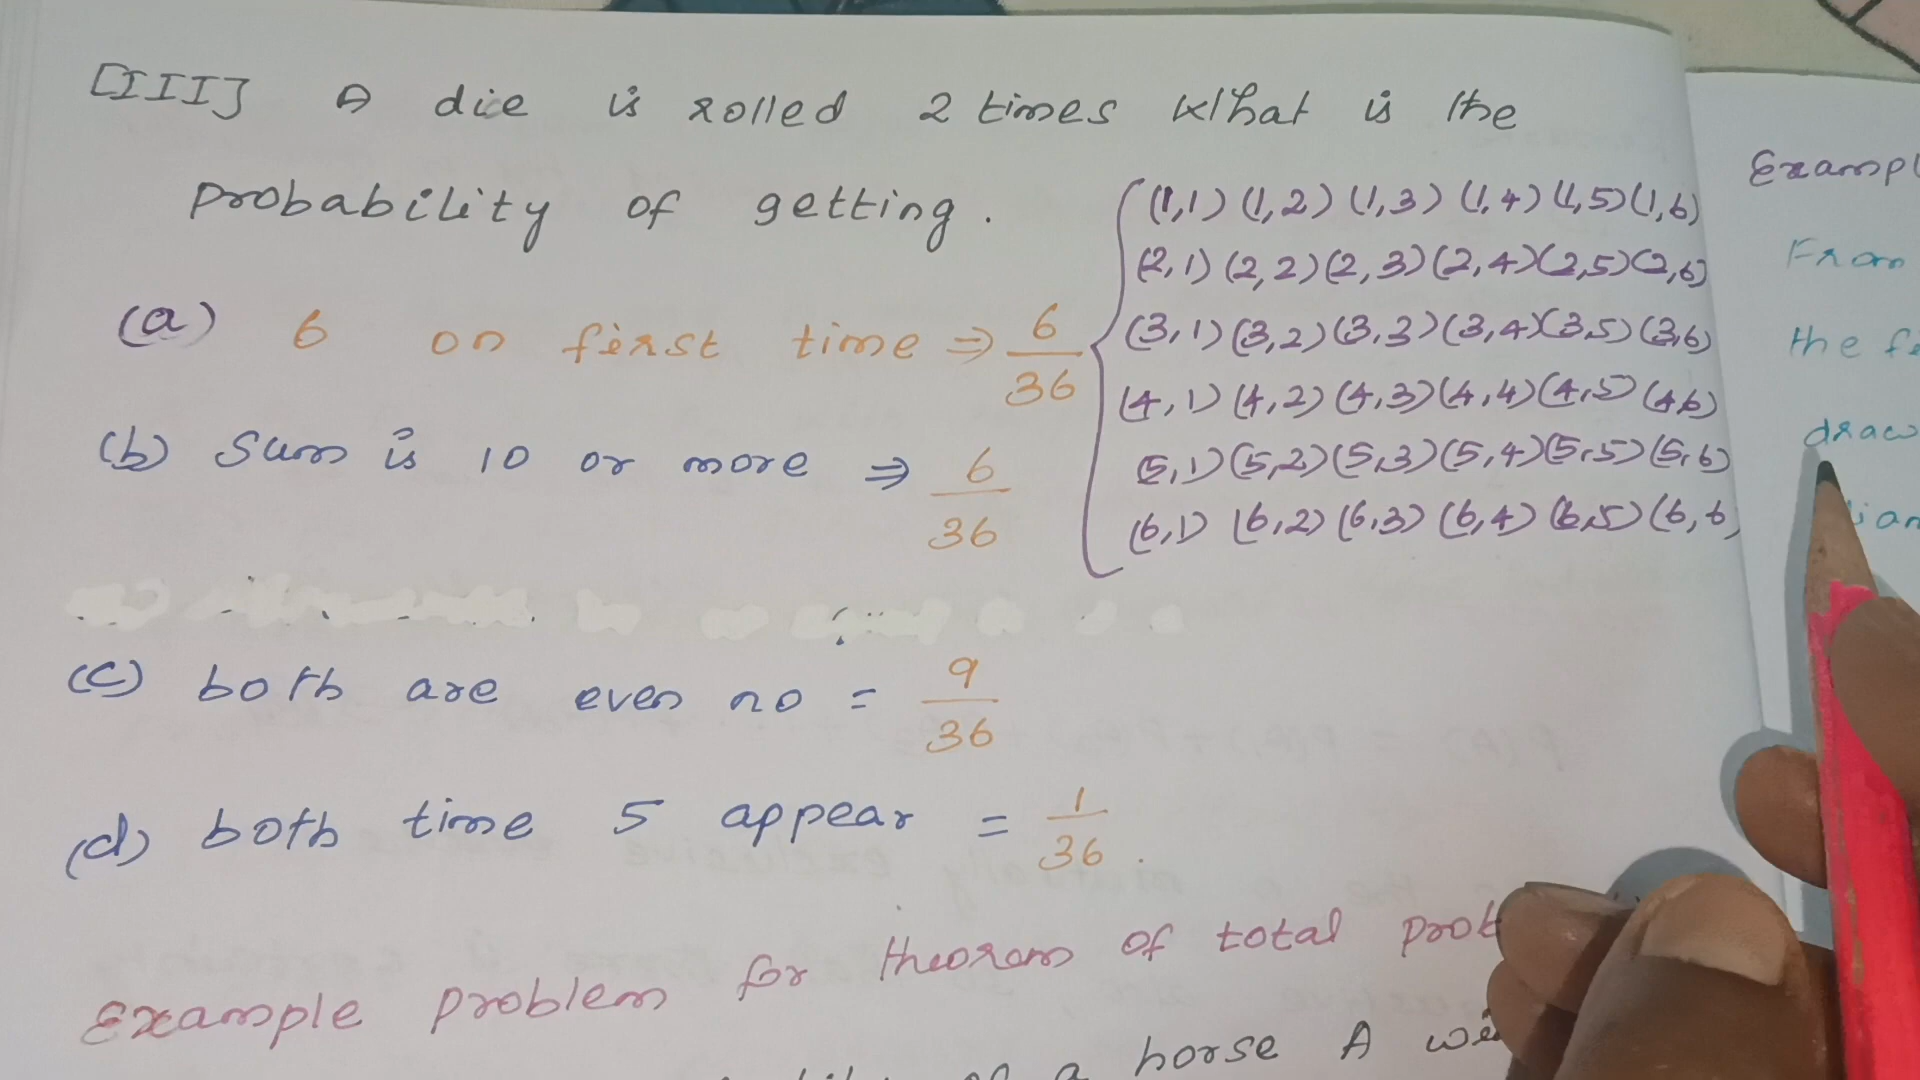 [III] A die is rolled 2 times What is the
probability of getting.
(a) 6 on first time ⇒ 6/36
(b) Sum is 10 or more ⇒ 6/36
(1,1) (1,2) (1,3) (1,4) (1,5) (1,6)
(2,1) (2,2) (2,3) (2,4) (2,5) (2,6)
(3,1) (3,2) (3,3) (3,4) (3,5) (3,6)
(4,1) (4,2) (4,3) (4,4) (4,5) (4,6)
(5,1) (5,2) (5,3) (5,4) (5,5) (5,6)
(6,1) (6,2) (6,3) (6,4) (6,5) (6,6)
(c) both are even no = 9/36
(d) both time 5 appear = 1/36.
Example problem for theorem of total prob
of a horse A wi
Exampl
From
the
draw